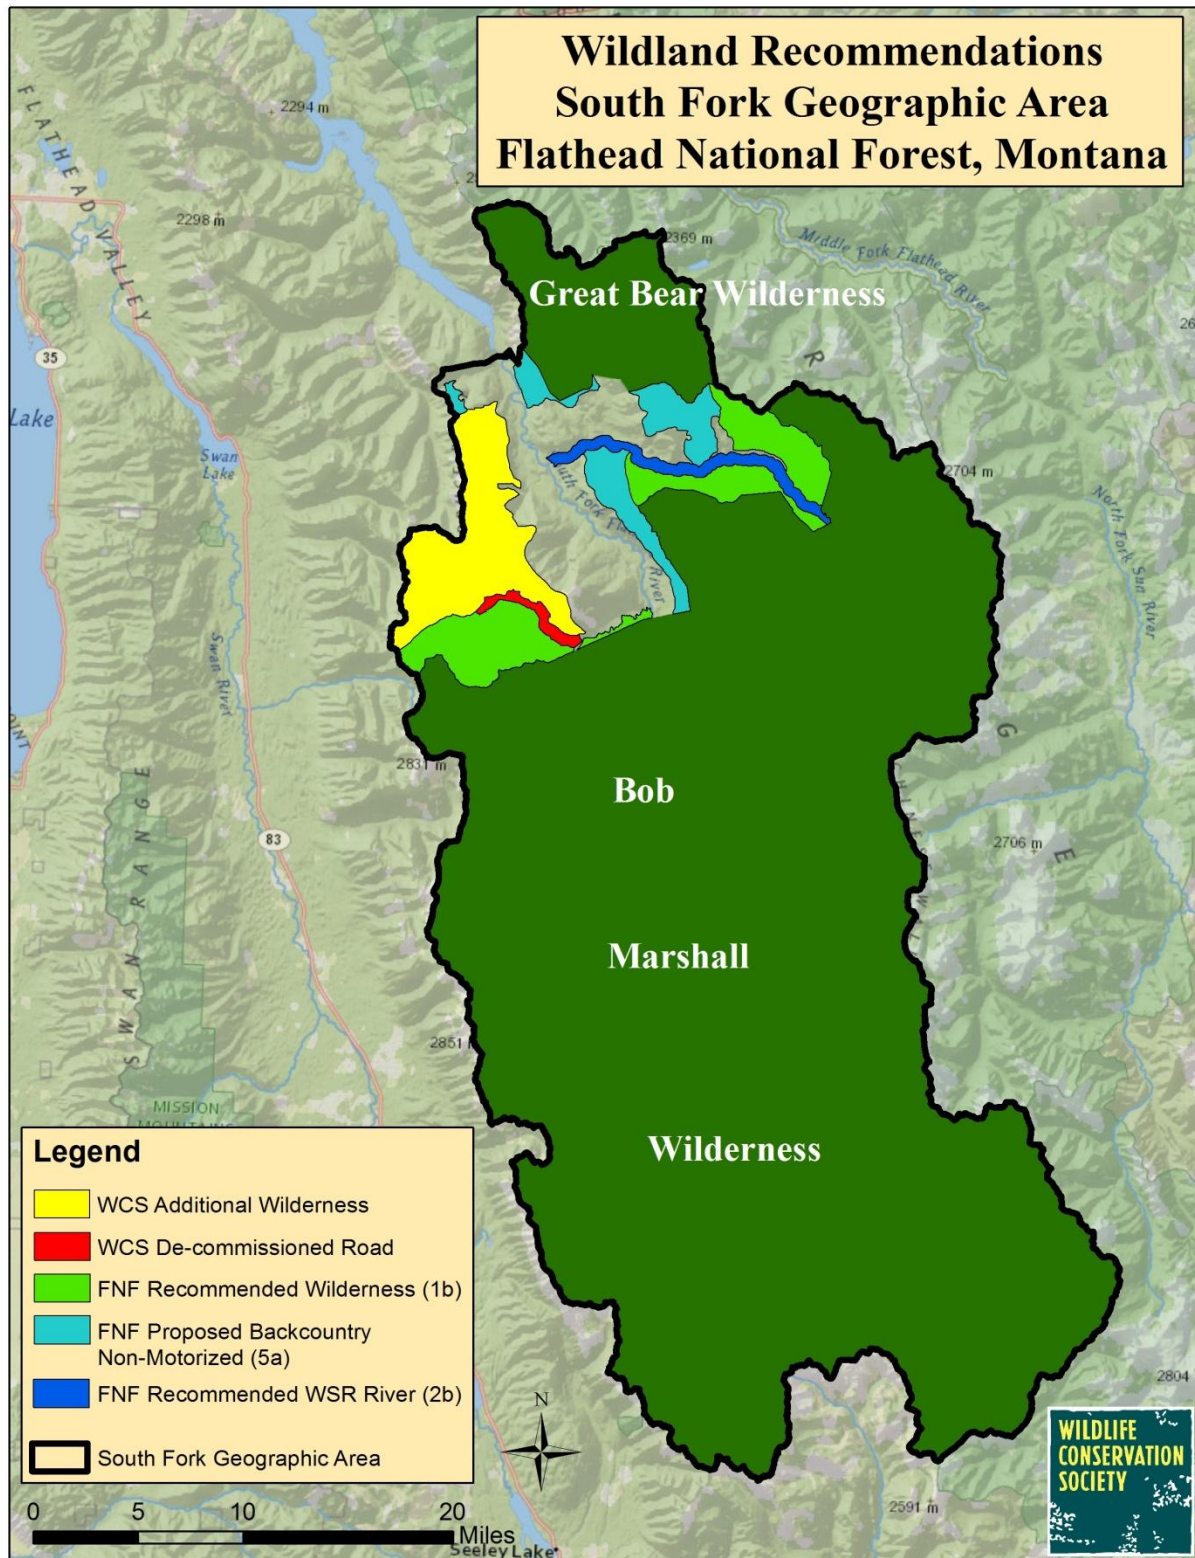 Wildland Recommendations
South Fork Geographic Area
Flathead National Forest, Montana
FLATHEAD VALLEY
2294 m
2298 m
2369 m
Middle Fork Flathead River
Great Bear Wilderness
35
Lake
Swan
Lake
2704 m
South Fork Fla
River
North Fork Sun River
Swan River
POINT
R
G
E
2831 m
Bob
83
2706 m
SWAN RANGE
CHINESE WALL
Marshall
2851
MISSION
Wilderness
Legend
WCS Additional Wilderness
WCS De-commissioned Road
FNF Recommended Wilderness (1b)
FNF Proposed Backcountry
Non-Motorized (5a)
FNF Recommended WSR River (2b)
South Fork Geographic Area
N
2804
0 5 10 20
Miles
Seeley Lake
2591 m
WILDLIFE
CONSERVATION
SOCIETY